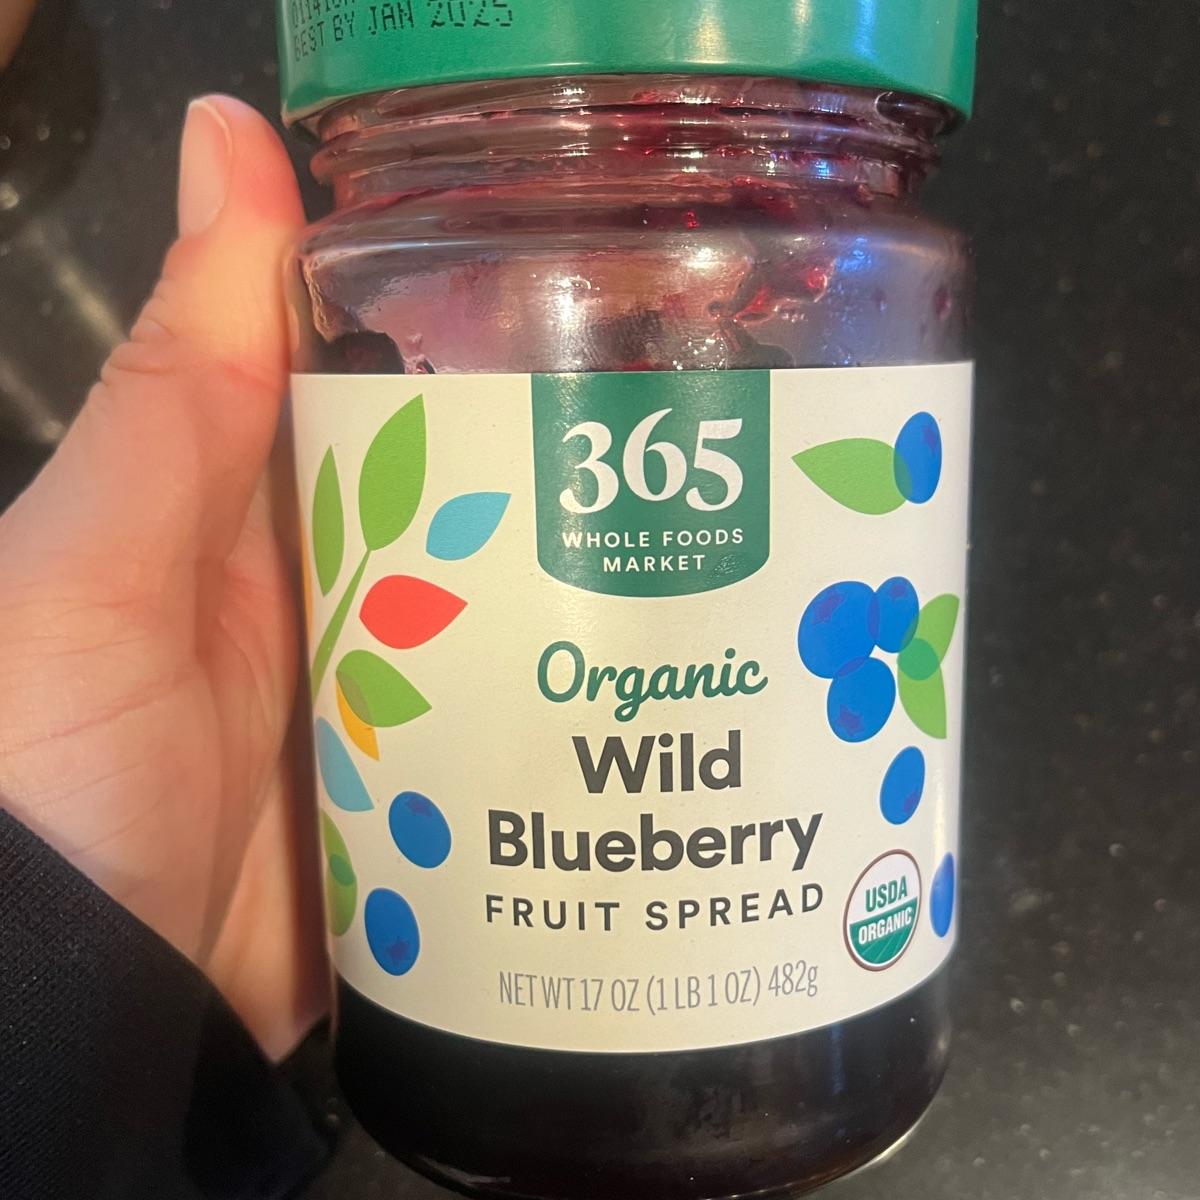 BEST BY JAN 2025
365
WHOLE FOODS
MARKET
Organic
Wild
Blueberry
FRUIT SPREAD
USDA
ORGANIC
NET WT 17 OZ (1 LB 1 OZ) 482g